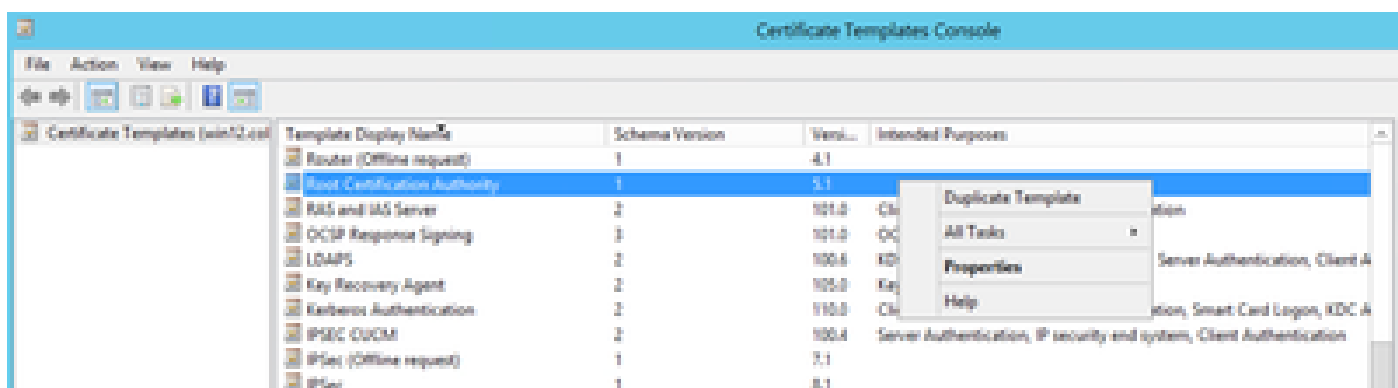 Certificate Templates Console
File Action View Help
Certificate Templates (win12.col
Template Display Name Schema Version Versi... Intended Purposes
Router (Offline request) 1 4.1
Root Certification Authority 1 5.1
RAS and IAS Server 2 101.0
OCSP Response Signing 3 101.0
LDAPS 2 100.6 Server Authentication, Client A
Key Recovery Agent 2 105.0 Key
Kerberos Authentication 2 110.0 Smart Card Logon, KDC A
IPSEC CUCM 2 100.4 Server Authentication, IP security end system, Client Authentication
IPSec (Offline request) 1 7.1
IPSec 1 8.1
Duplicate Template
All Tasks
Properties
Help